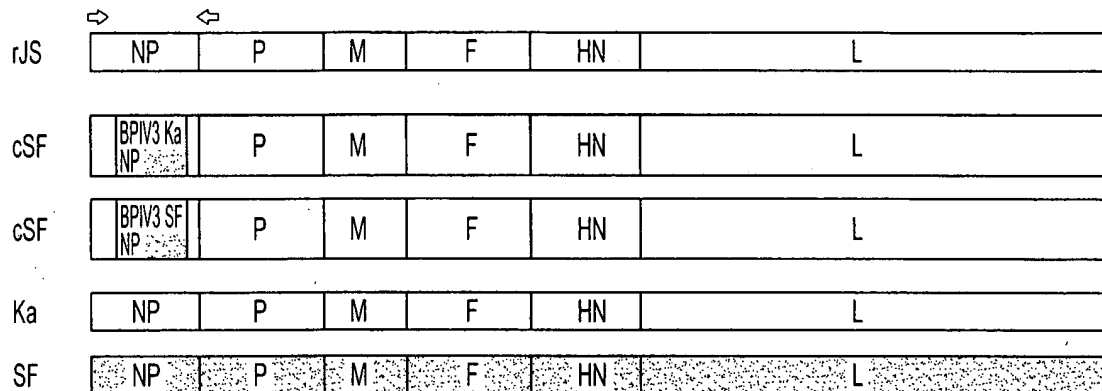 rJS NP P M F HN L
cSF BPIV3 Ka NP P M F HN L
cSF BPIV3 SF NP P M F HN L
Ka NP P M F HN L
SF NP P M F HN L